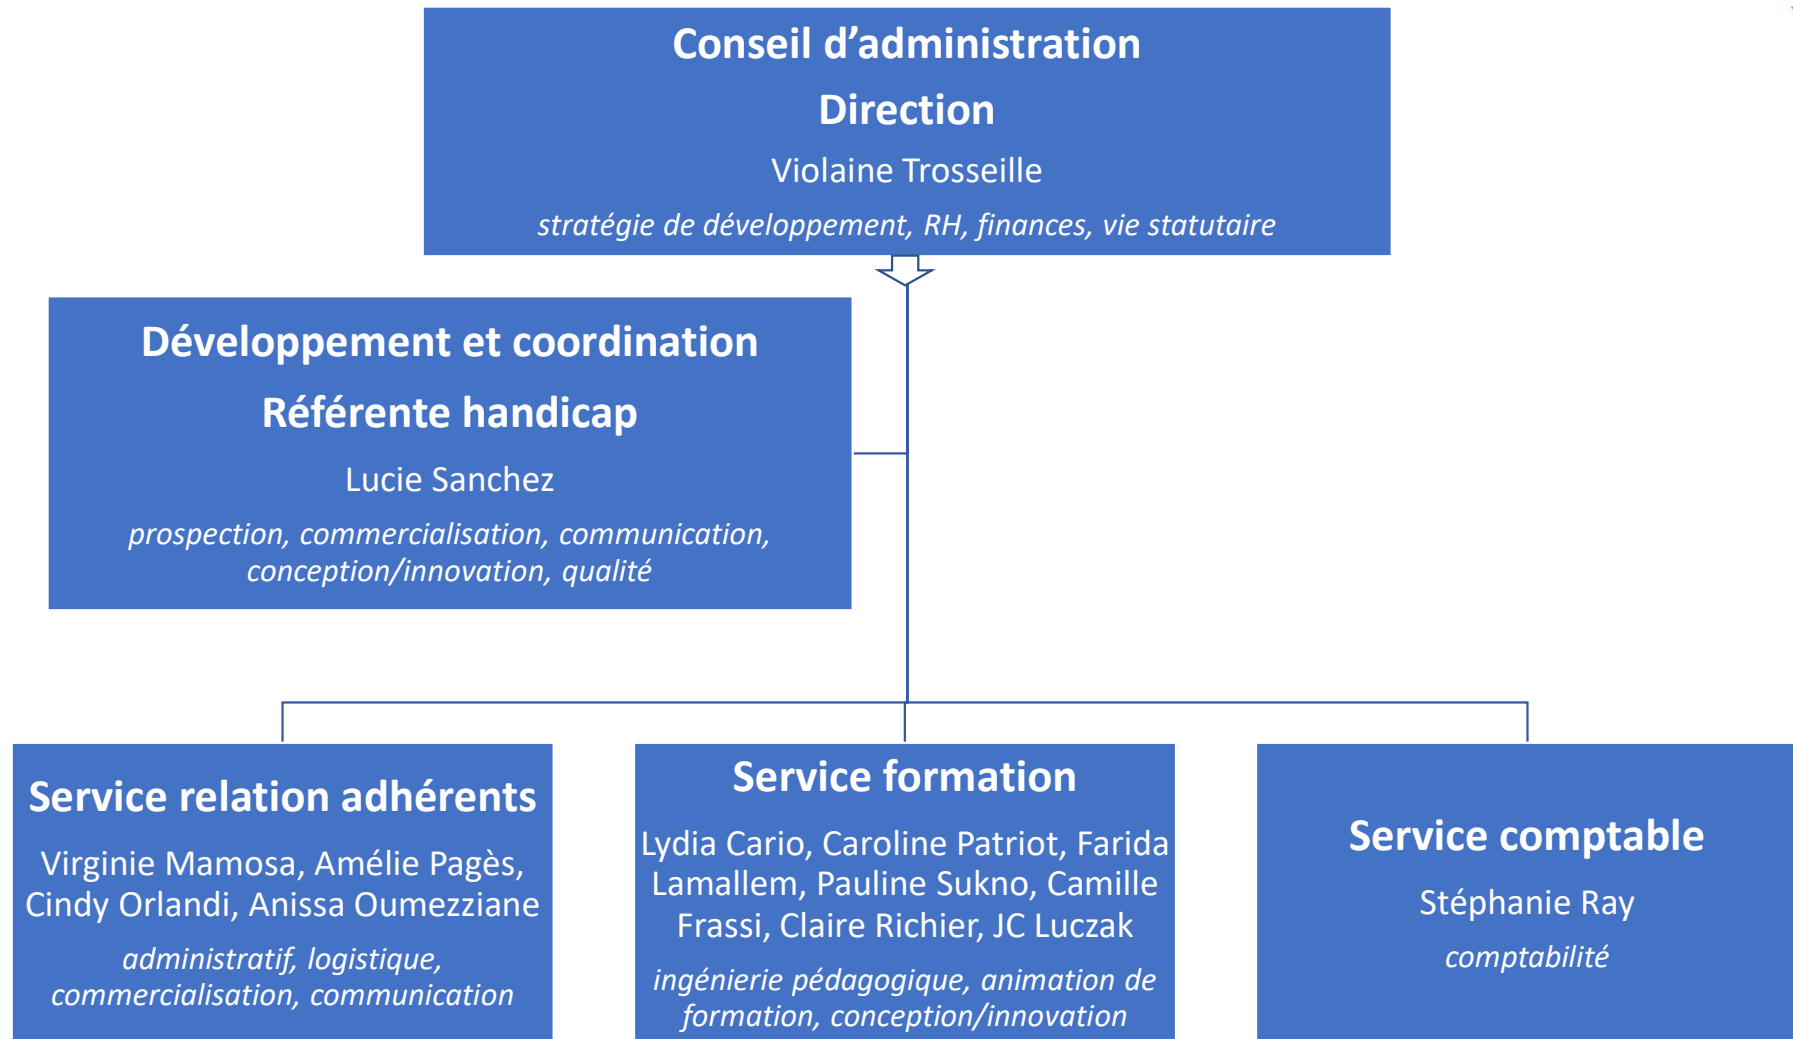 Conseil d’administration
Direction
Violaine Trosseille
stratégie de développement, RH, finances, vie statutaire
Développement et coordination
Référente handicap
Lucie Sanchez
prospection, commercialisation, communication,
conception/innovation, qualité
Service relation adhérents
Virginie Mamosa, Amélie Pagès,
Cindy Orlandi, Anissa Oumezziane
administratif, logistique,
commercialisation, communication
Service formation
Lydia Cario, Caroline Patriot, Farida
Lamallem, Pauline Sukno, Camille
Frassi, Claire Richier, JC Luczak
ingénierie pédagogique, animation de
formation, conception/innovation
Service comptable
Stéphanie Ray
comptabilité